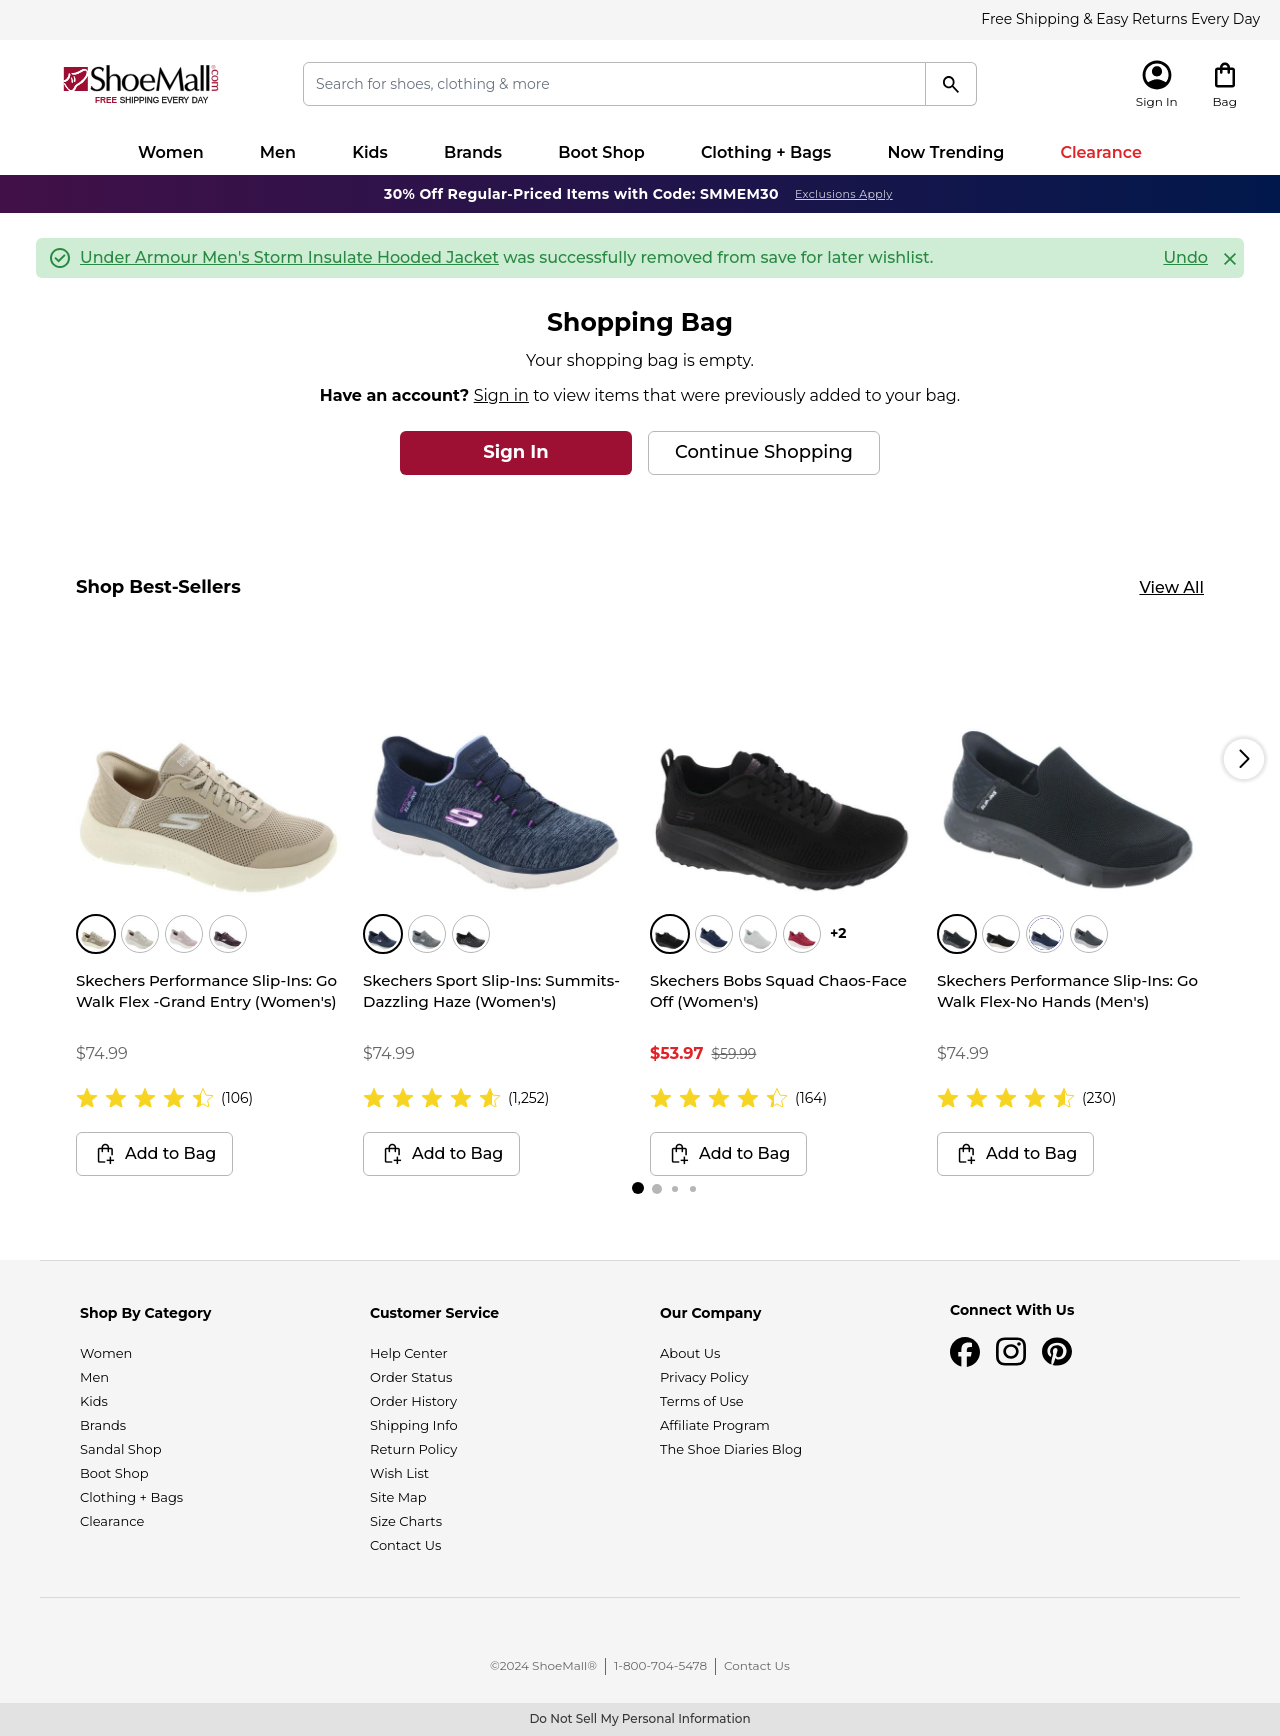 Free Shipping & Easy Returns Every Day
ShoeMall.com
FREE SHIPPING EVERY DAY
Search for shoes, clothing & more
Sign In
Bag
Women Men Kids Brands Boot Shop Clothing + Bags Now Trending Clearance
30% Off Regular-Priced Items with Code: SMMEM30 Exclusions Apply
Under Armour Men's Storm Insulate Hooded Jacket was successfully removed from save for later wishlist. Undo
Shopping Bag
Your shopping bag is empty.
Have an account? Sign in to view items that were previously added to your bag.
Sign In
Continue Shopping
Shop Best-Sellers
View All
+2
Skechers Performance Slip-Ins: Go
Walk Flex -Grand Entry (Women's)
$74.99
(106)
Add to Bag
Skechers Sport Slip-Ins: Summits-
Dazzling Haze (Women's)
$74.99
(1,252)
Add to Bag
Skechers Bobs Squad Chaos-Face
Off (Women's)
$53.97 $59.99
(164)
Add to Bag
Skechers Performance Slip-Ins: Go
Walk Flex-No Hands (Men's)
$74.99
(230)
Add to Bag
Shop By Category
Women
Men
Kids
Brands
Sandal Shop
Boot Shop
Clothing + Bags
Clearance
Customer Service
Help Center
Order Status
Order History
Shipping Info
Return Policy
Wish List
Site Map
Size Charts
Contact Us
Our Company
About Us
Privacy Policy
Terms of Use
Affiliate Program
The Shoe Diaries Blog
Connect With Us
©2024 ShoeMall® 1-800-704-5478 Contact Us
Do Not Sell My Personal Information